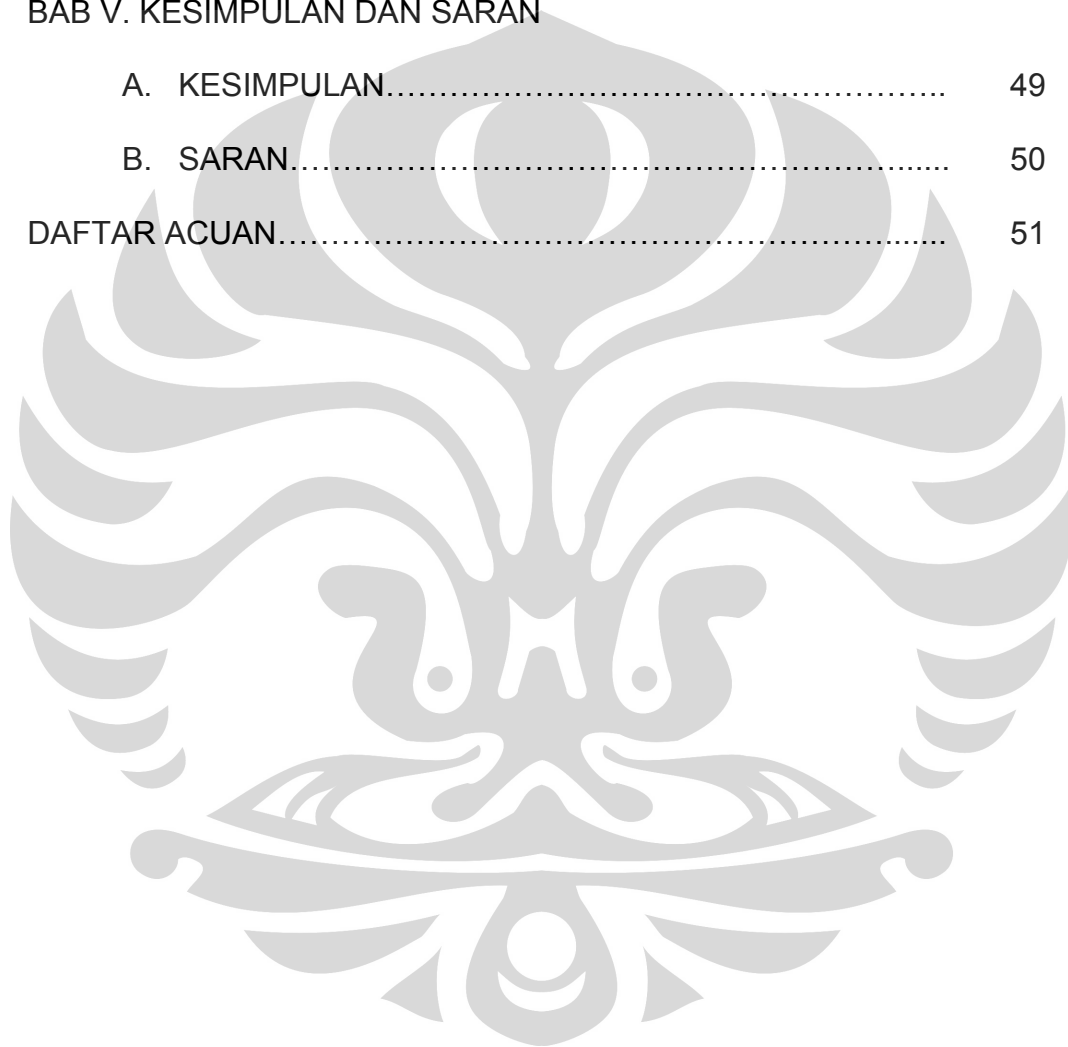 BAB V. KESIMPULAN DAN SARAN
A. KESIMPULAN…………………………………………….. 49
B. SARAN……………………………………………………...... 50
DAFTAR ACUAN…………………………………………………....... 51